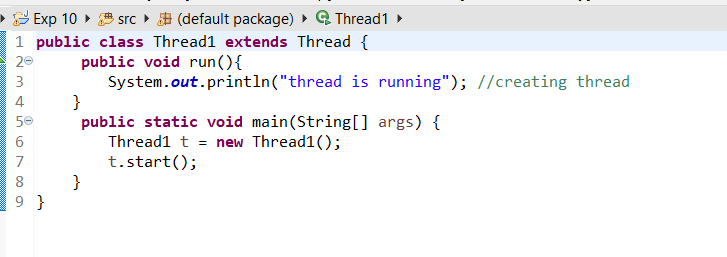 Exp 10 src (default package) Thread1
1 public class Thread1 extends Thread {
2 public void run(){
3 System.out.println("thread is running"); //creating thread
4 }
5 public static void main(String[] args) {
6 Thread1 t = new Thread1();
7 t.start();
8 }
9 }